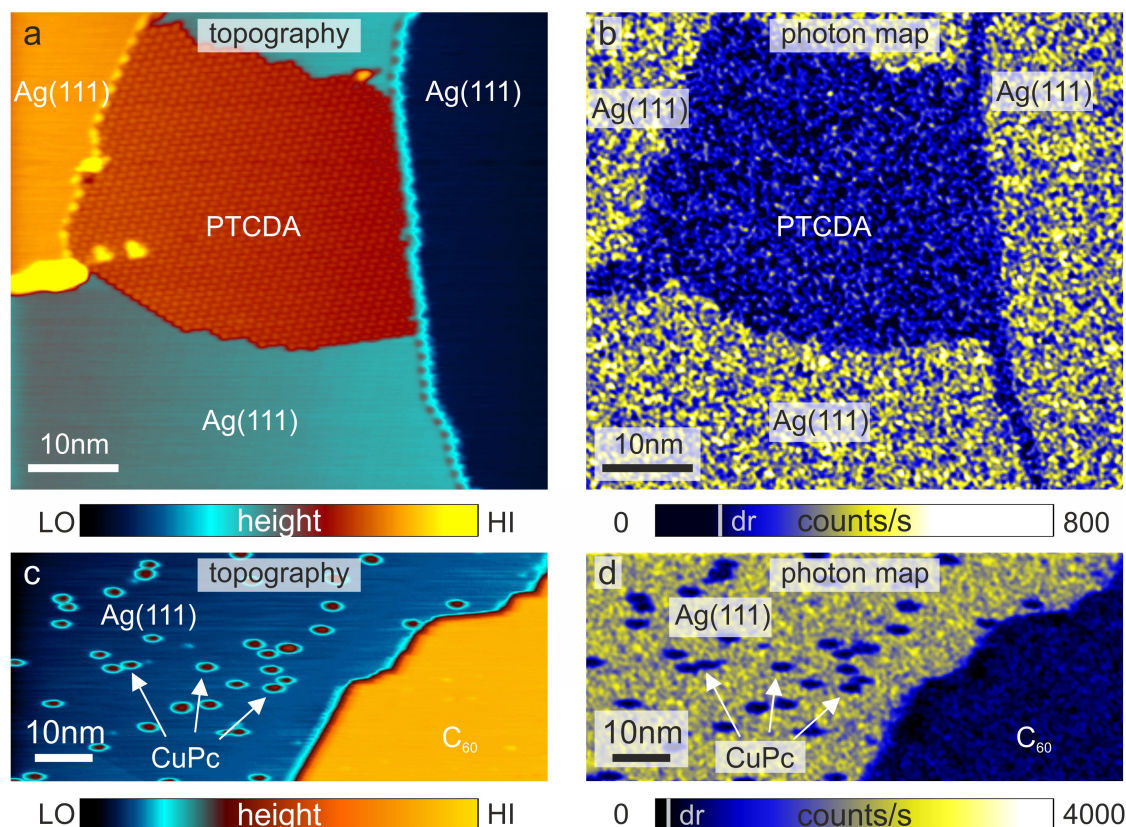 a
topography
Ag(111)
Ag(111)
PTCDA
Ag(111)
10nm
LO
height
HI
b
photon map
Ag(111)
Ag(111)
PTCDA
Ag(111)
10nm
0
dr
counts/s
800
c
topography
Ag(111)
10nm
CuPc
C₆₀
LO
height
HI
d
photon map
Ag(111)
10nm
CuPc
C₆₀
0
dr
counts/s
4000